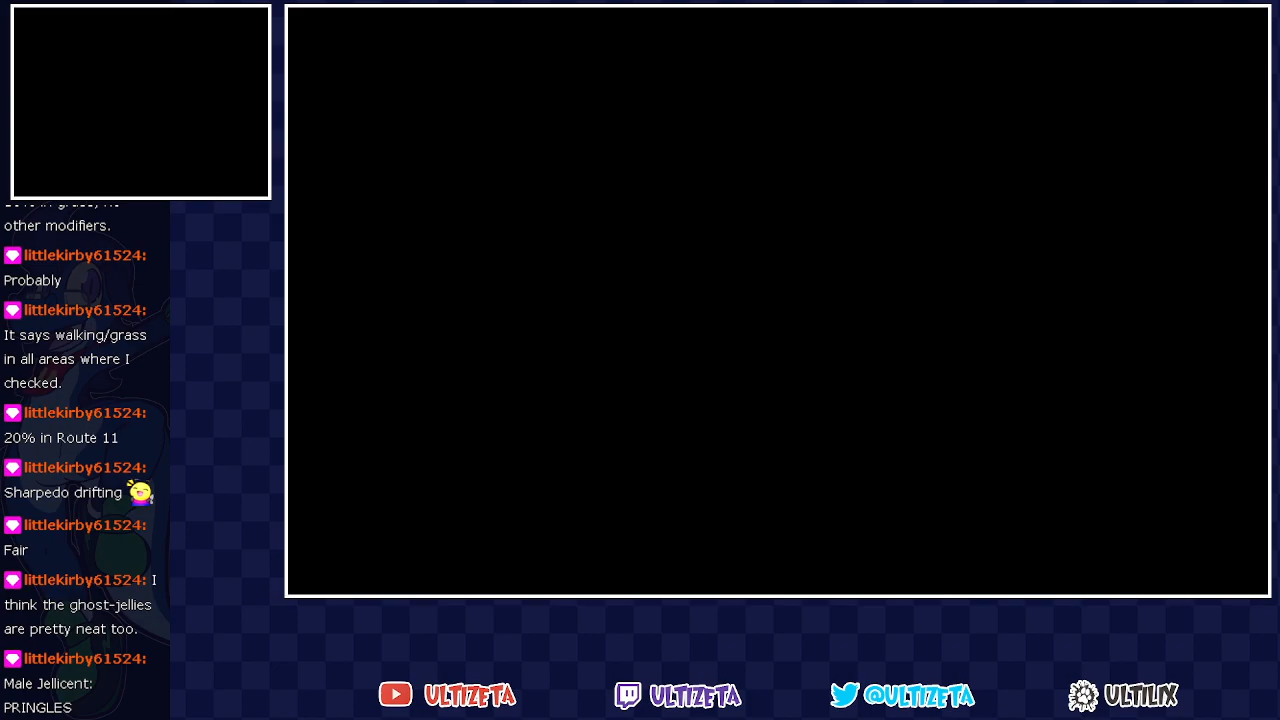 other modifiers.
littlekirby61524:
Probably
littlekirby61524:
It says walking/grass
in all areas where I
checked.
littlekirby61524:
20% in Route 11
littlekirby61524:
Sharpedo drifting
littlekirby61524:
Fair
littlekirby61524: I
think the ghost-jellies
are pretty neat too.
littlekirby61524:
Male Jellicent:
PRINGLES
ULTIZETA
ULTIZETA
@ULTIZETA
ULTILIX